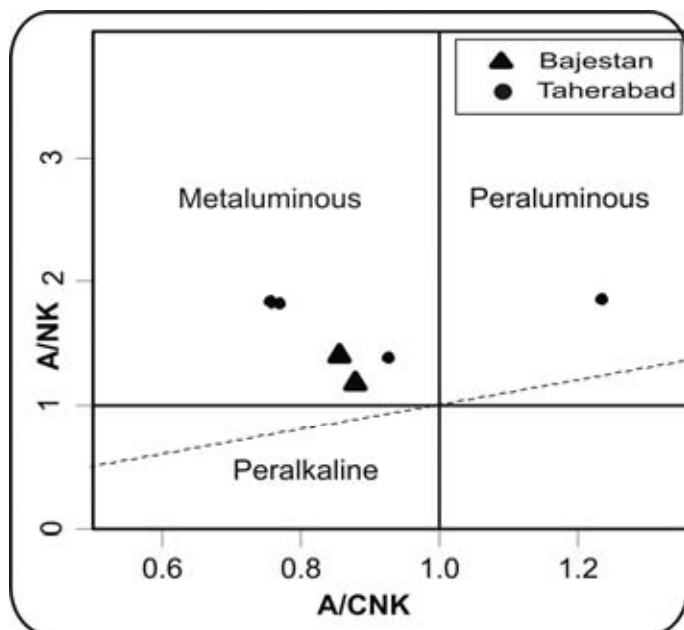 Bajestan
Taherabad
Metaluminous
Peraluminous
Peralkaline
A/NK
3
2
1
0
0.6
0.8
1.0
1.2
A/CNK